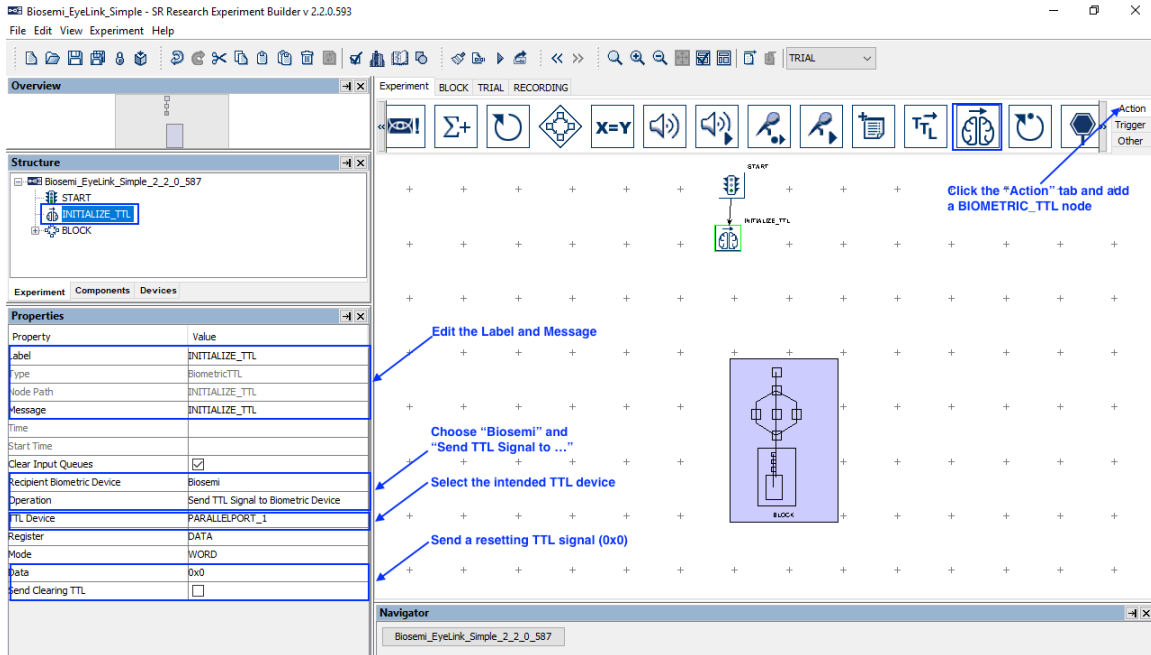 Biosemi_EyeLink_Simple - SR Research Experiment Builder v 2.2.0.593
File Edit View Experiment Help
TRIAL
Overview
Experiment BLOCK TRIAL RECORDING
Σ+ X=Y TTL
Action
Trigger
Other
Structure
Biosemi_EyeLink_Simple_2_2_0_587
START
INITIALIZE_TTL
BLOCK
Experiment Components Devices
START
INITIALIZE_TTL
Click the “Action” tab and add
a BIOMETRIC_TTL node
Properties
Property Value
Label INITIALIZE_TTL
Type BiometricTTL
Node Path INITIALIZE_TTL
Message INITIALIZE_TTL
Time
Start Time
Clear Input Queues
Recipient Biometric Device Biosemi
Operation Send TTL Signal to Biometric Device
TTL Device PARALLELPORT_1
Register DATA
Mode WORD
Data 0x0
Send Clearing TTL
Edit the Label and Message
Choose “Biosemi” and
“Send TTL Signal to ...”
Select the intended TTL device
Send a resetting TTL signal (0x0)
BLOCK
Navigator
Biosemi_EyeLink_Simple_2_2_0_587